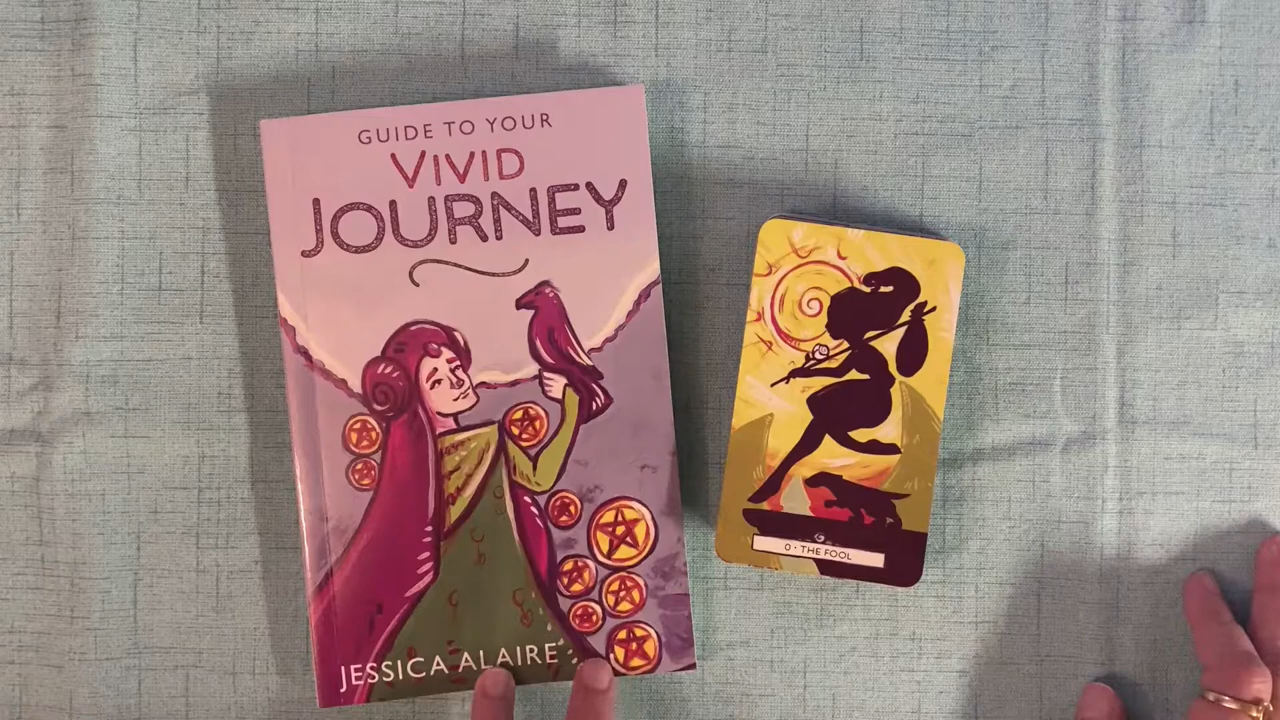 GUIDE TO YOUR
VIVID
JOURNEY
JESSICA ALAIRE
0 • THE FOOL